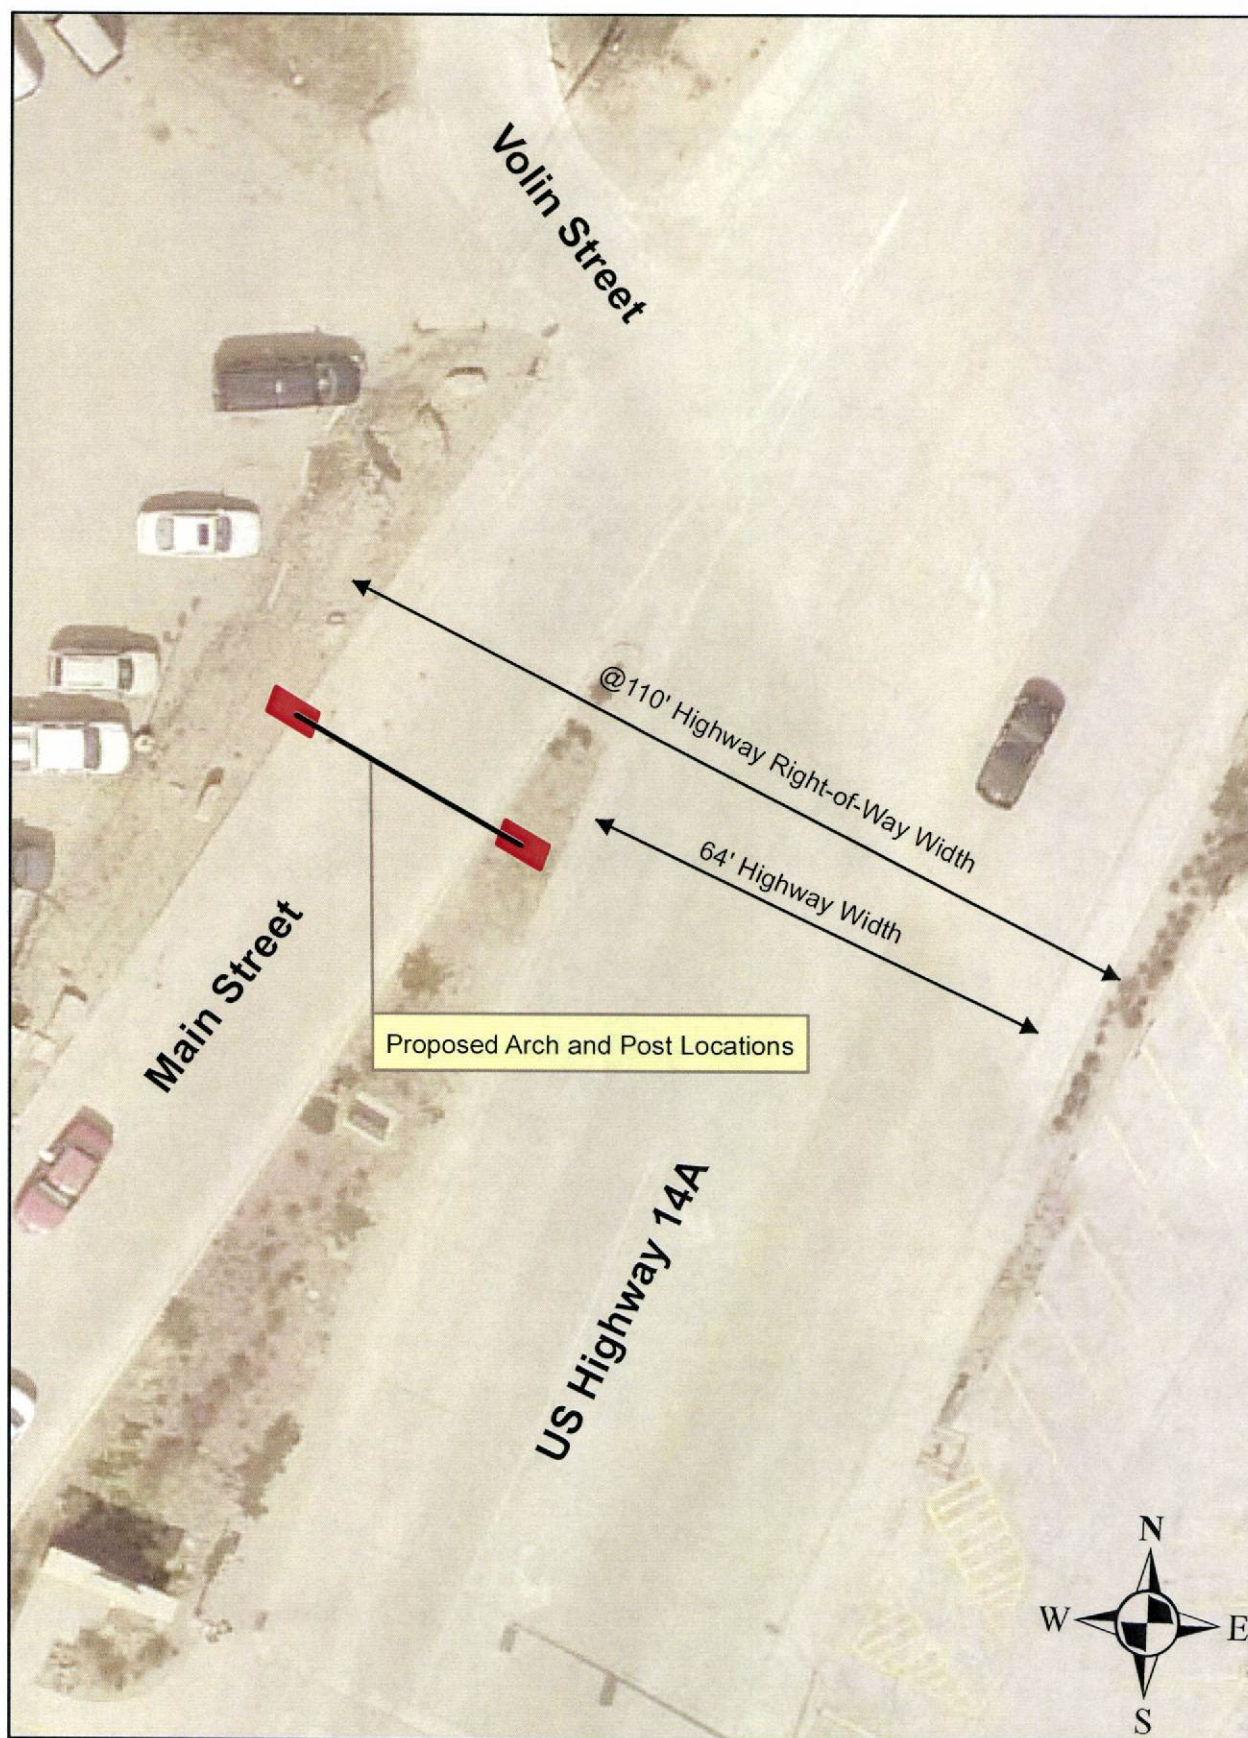 Volin Street
@110' Highway Right-of-Way Width
64' Highway Width
Main Street
Proposed Arch and Post Locations
US Highway 14A
N
W
E
S